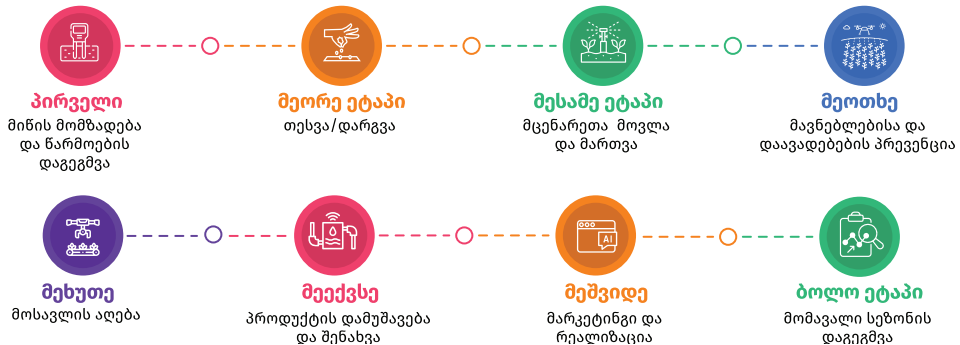 პირველი
მიწის მომზადება
და წარმოების
დაგეგმვა
მეორე ეტაპი
თესვა/დარგვა
მესამე ეტაპი
მცენარეთა მოვლა
და მართვა
მეოთხე
მავნებლებისა და
დაავადებების პრევენცია
მეხუთე
მოსავლის აღება
მეექვსე
პროდუქტის დამუშავება
და შენახვა
AI
მეშვიდე
მარკეტინგი და
რეალიზაცია
ბოლო ეტაპი
მომავალი სეზონის
დაგეგმვა